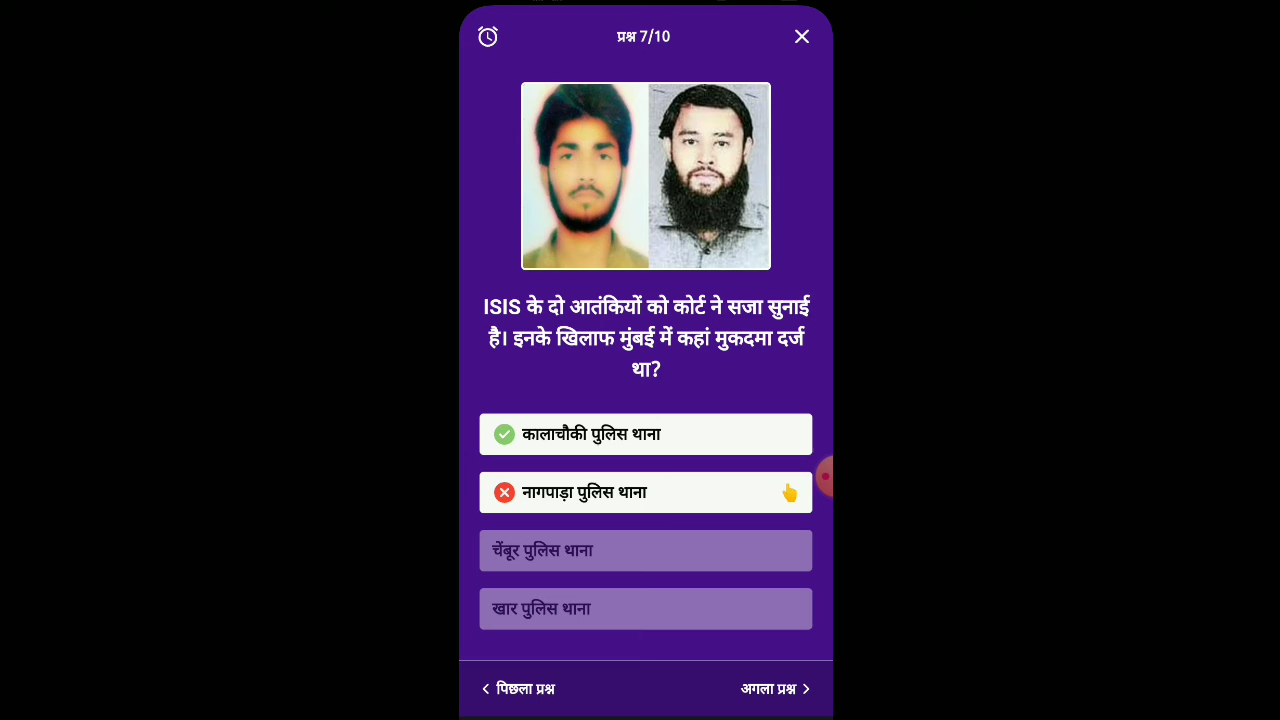 प्रश्न 7/10
ISIS के दो आतंकियों को कोर्ट ने सजा सुनाई
है। इनके खिलाफ मुंबई में कहां मुकदमा दर्ज
था?
कालाचौकी पुलिस थाना
नागपाड़ा पुलिस थाना
चेंबूर पुलिस थाना
खार पुलिस थाना
पिछला प्रश्न
अगला प्रश्न